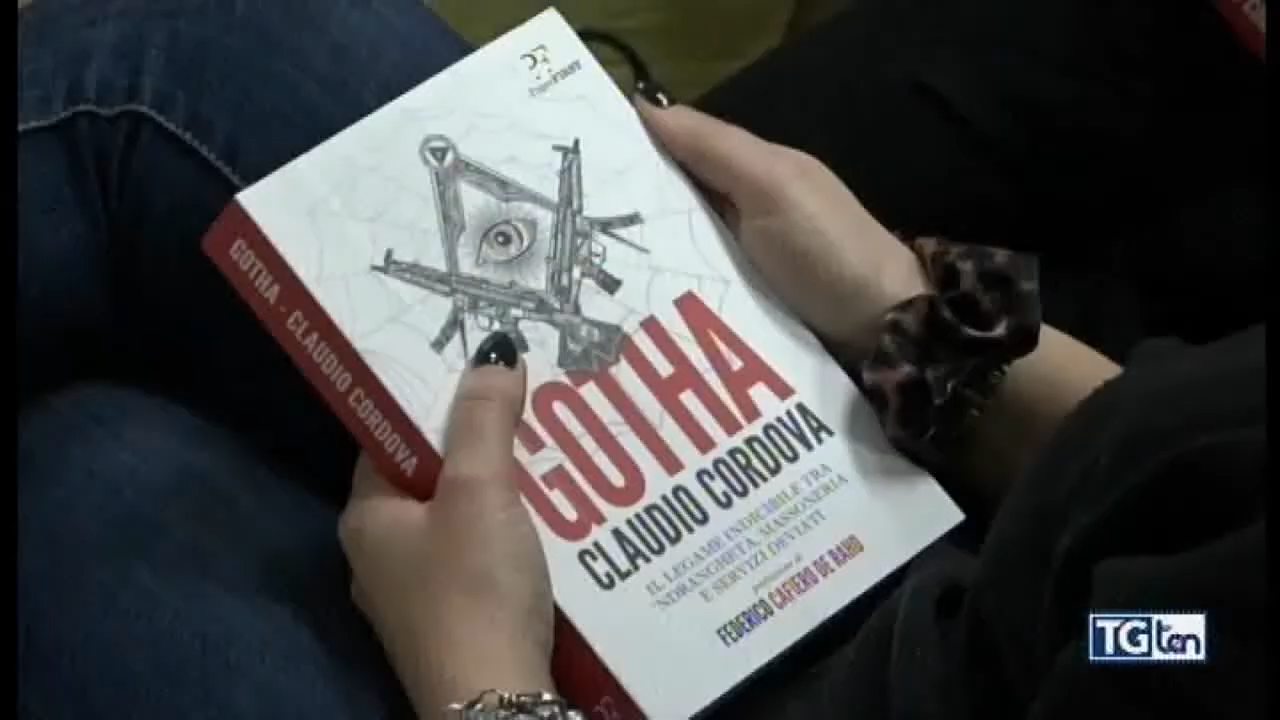 PaperFIRST
GOTHA - CLAUDIO CORDOVA
GOTHA
CLAUDIO CORDOVA
IL LEGAME INDICIBILE TRA
'NDRANGHETA, MASSONERIA
E SERVIZI DEVIATI
prefazione di
FEDERICO CAFIERO DE RAHO
TGten